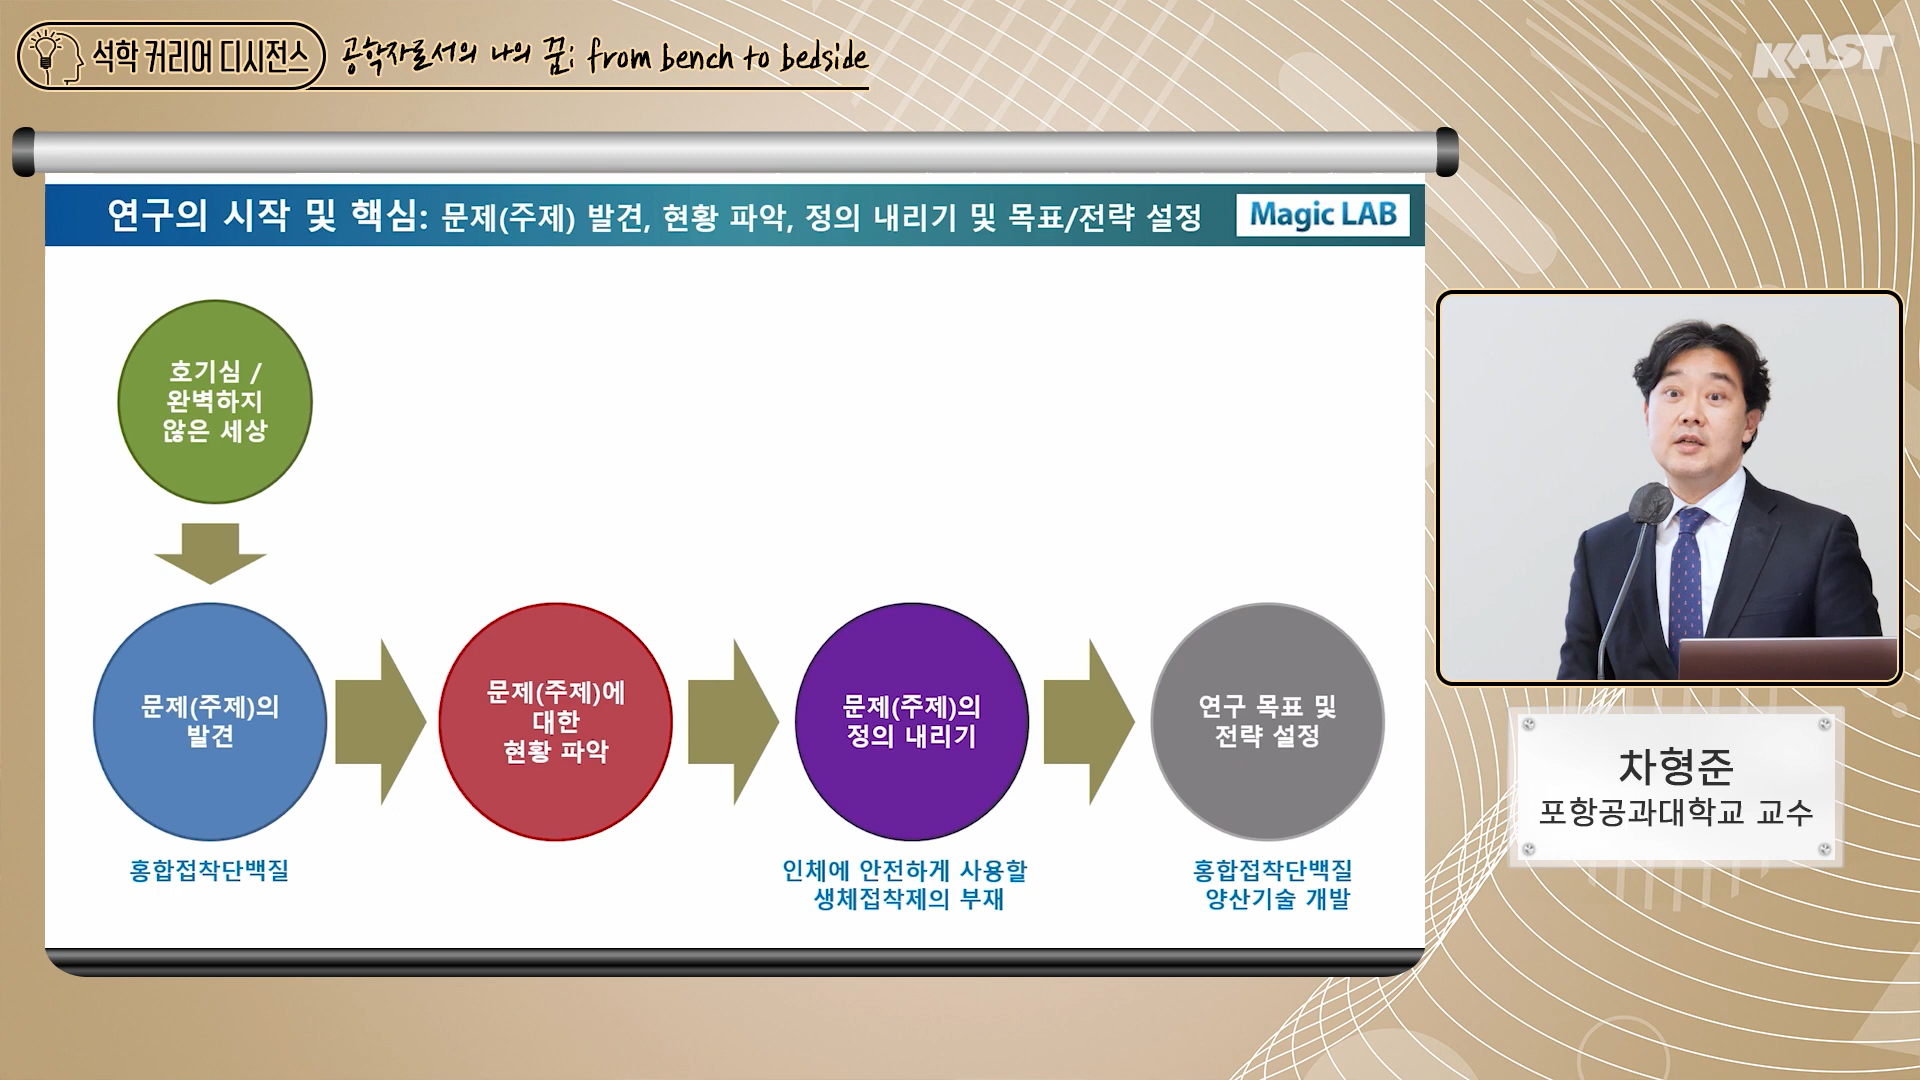 석학 커리어 디시전스
공학자로서의 나의 꿈; from bench to bedside
KAST
연구의 시작 및 핵심: 문제(주제) 발견, 현황 파악, 정의 내리기 및 목표/전략 설정
Magic LAB
호기심 /
완벽하지
않은 세상
문제(주제)의
발견
문제(주제)에
대한
현황 파악
문제(주제)의
정의 내리기
연구 목표 및
전략 설정
홍합접착단백질
인체에 안전하게 사용할
생체접착제의 부재
홍합접착단백질
양산기술 개발
차형준
포항공과대학교 교수